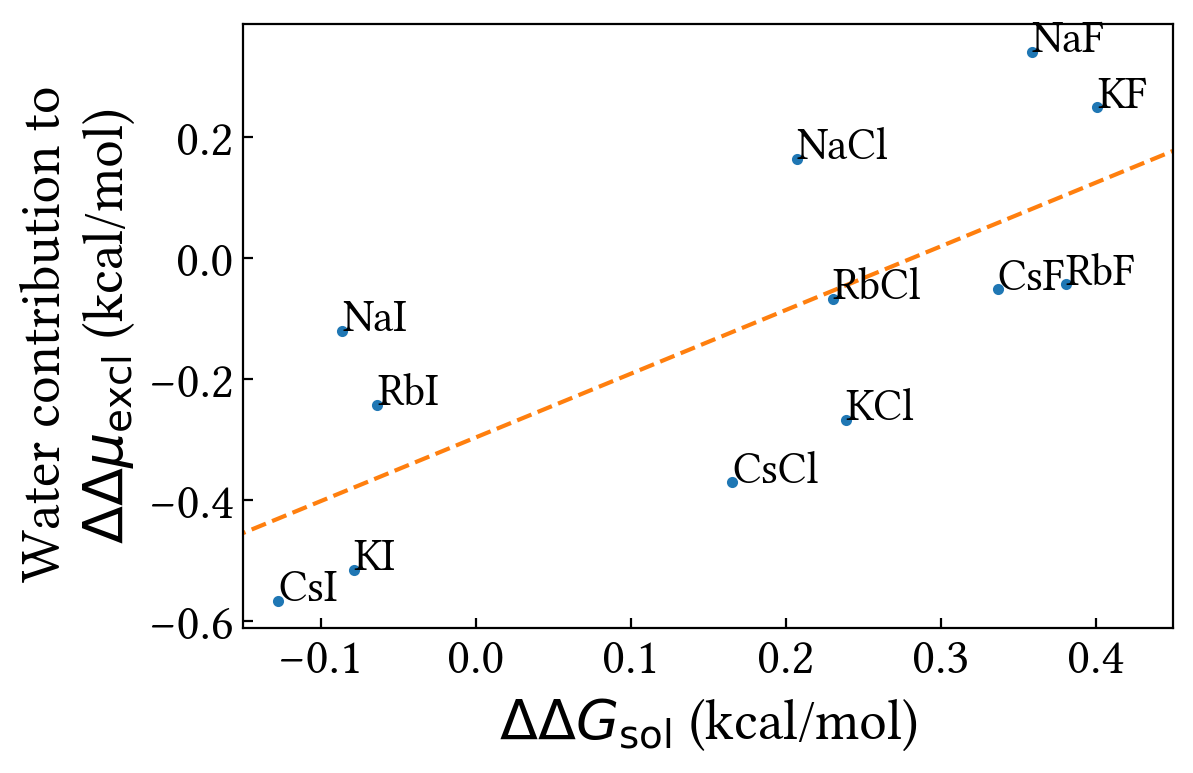 NaF
KF
NaCl
CsF
RbF
RbCl
NaI
RbI
KCl
CsCl
KI
CsI
0.2
0.0
−0.2
−0.4
−0.6
−0.1
0.0
0.1
0.2
0.3
0.4
Water contribution to
ΔΔμexcl (kcal/mol)
ΔΔGsol (kcal/mol)